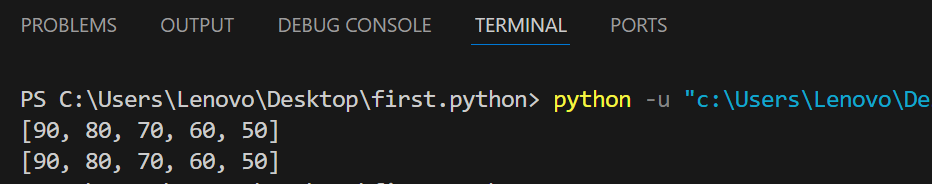 PROBLEMS OUTPUT DEBUG CONSOLE TERMINAL PORTS
PS C:\Users\Lenovo\Desktop\first.python> python -u "c:\Users\Lenovo\De
[90, 80, 70, 60, 50]
[90, 80, 70, 60, 50]